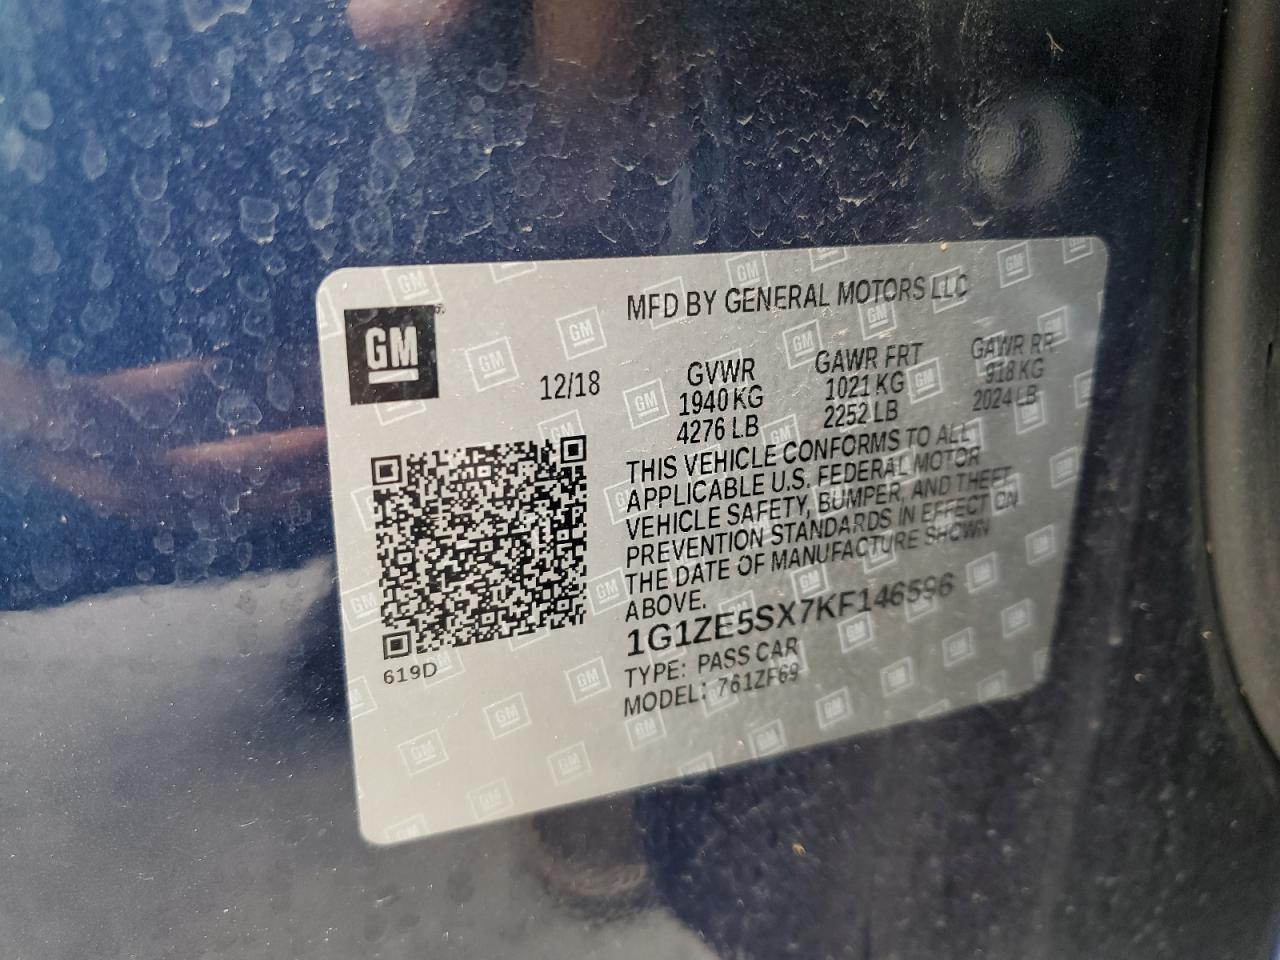 GM
MFD BY GENERAL MOTORS LLC
12/18
GVWR GAWR FRT GAWR RR
1940 KG 1021 KG 918 KG
4276 LB 2252 LB 2024 LB
THIS VEHICLE CONFORMS TO ALL
APPLICABLE U.S. FEDERAL MOTOR
VEHICLE SAFETY, BUMPER, AND THEFT
PREVENTION STANDARDS IN EFFECT ON
THE DATE OF MANUFACTURE SHOWN
ABOVE.
1G1ZE5SX7KF146596
TYPE: PASS CAR
MODEL: 761ZF69
619D